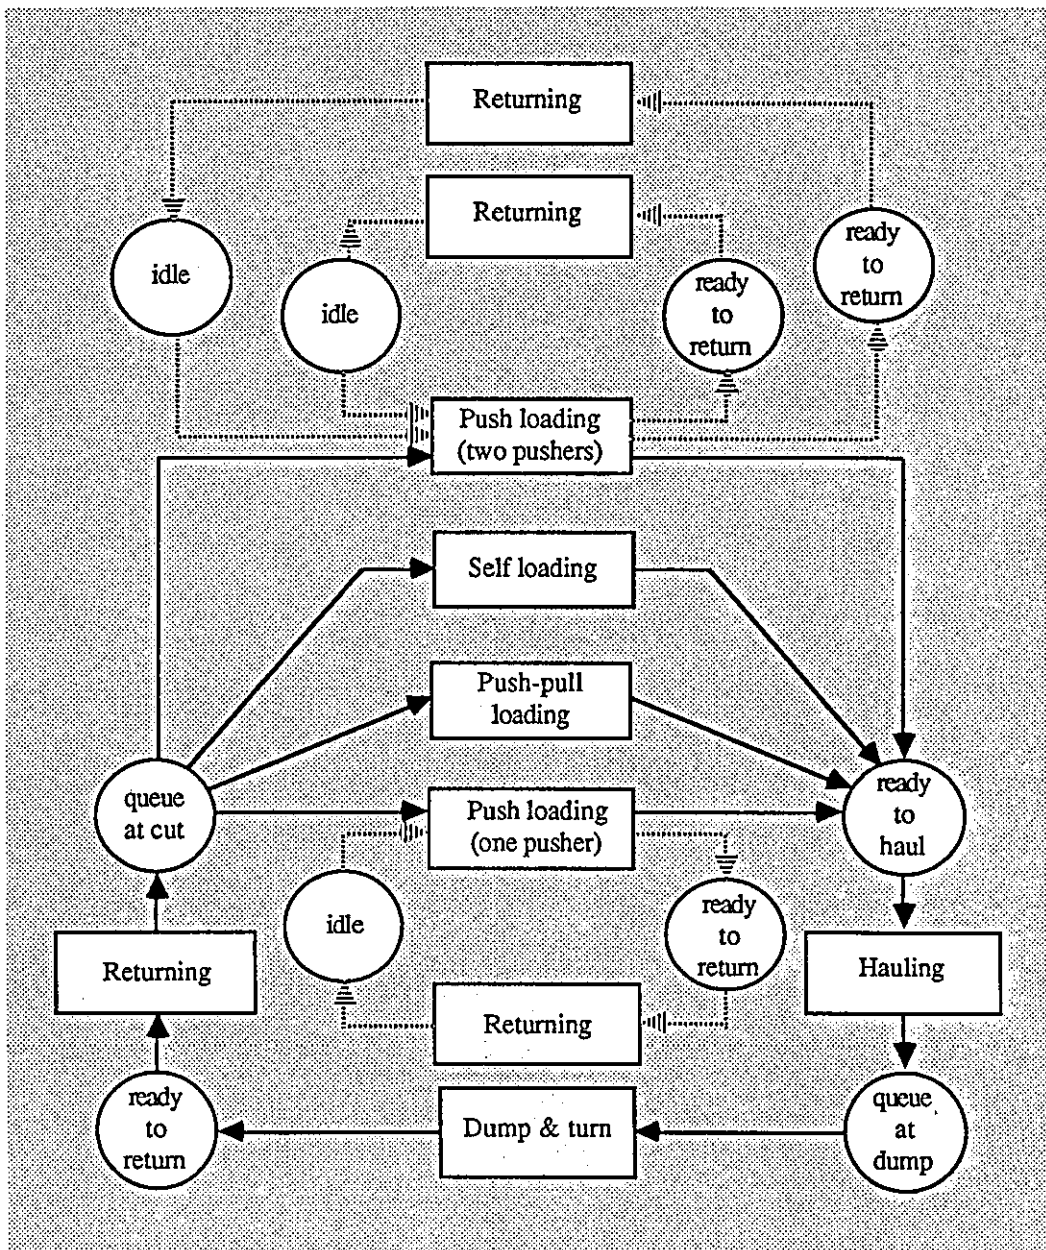 Returning
Returning
idle
idle
ready
to
return
ready
to
return
Push loading
(two pushers)
Self loading
Push-pull
loading
queue
at cut
Push loading
(one pusher)
ready
to
haul
idle
ready
to
return
Returning
Hauling
Returning
ready
to
return
Dump & turn
queue
at
dump